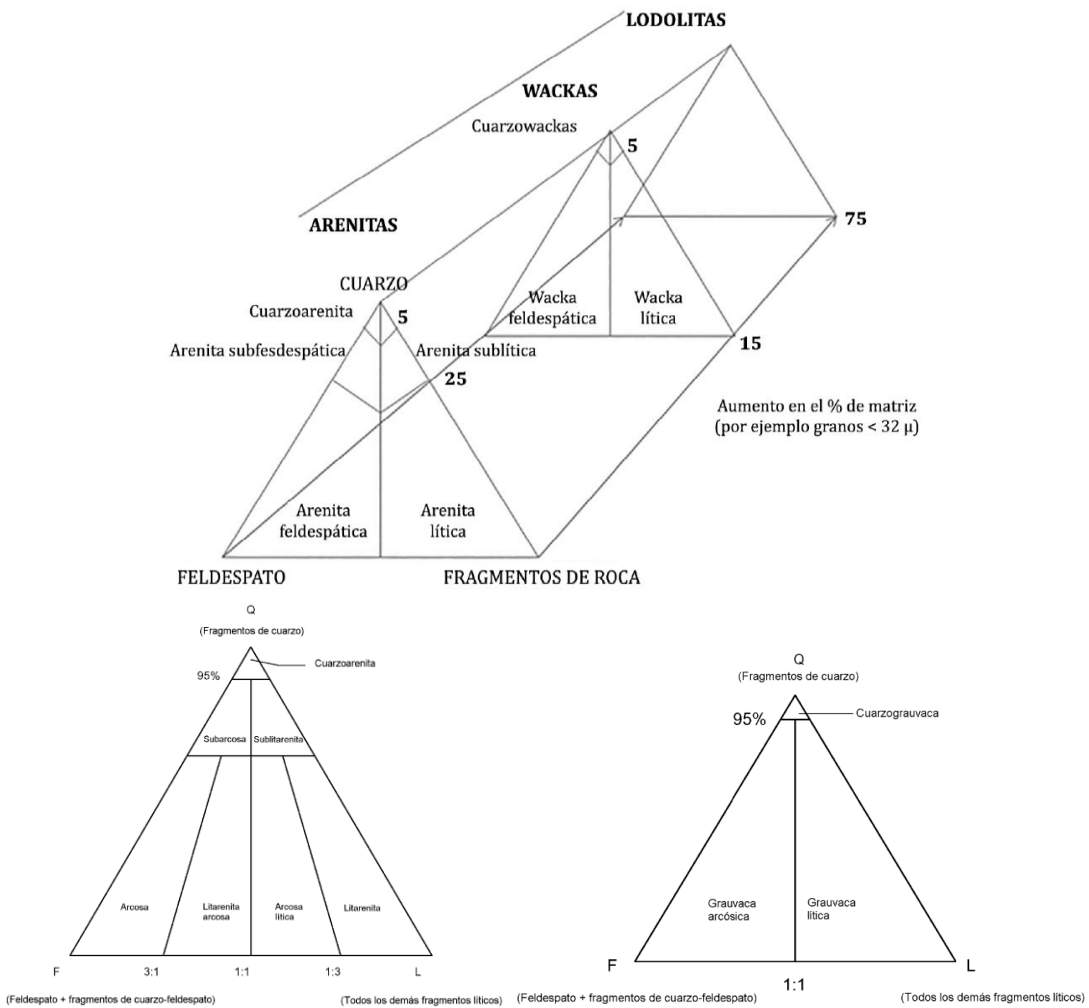 LODOLITAS
WACKAS
Cuarzowackas
5
ARENITAS
75
CUARZO
Cuarzoarenita
5
Wacka
feldespática
Wacka
lítica
Arenita subfesdespática
Arenita sublítica
15
25
Aumento en el % de matriz
(por ejemplo granos < 32 μ)
Arenita
feldespática
Arenita
lítica
FELDESPATO
FRAGMENTOS DE ROCA
Q
(Fragmentos de cuarzo)
Cuarzoarenita
95%
Subarcosa
Sublitarenita
Arcosa
Litarenita
arcosa
Arcosa
lítica
Litarenita
F
3:1
1:1
1:3
L
(Feldespato + fragmentos de cuarzo-feldespato)
(Todos los demás fragmentos líticos)
Q
(Fragmentos de cuarzo)
Cuarzograuvaca
95%
Grauvaca
arcósica
Grauvaca
lítica
F
L
1:1
(Feldespato + fragmentos de cuarzo-feldespato)
(Todos los demás fragmentos líticos)